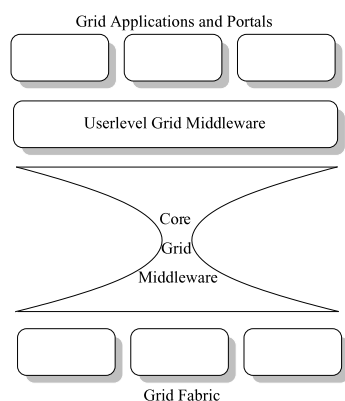 Grid Applications and Portals
Userlevel Grid Middleware
Core
Grid
Middleware
Grid Fabric